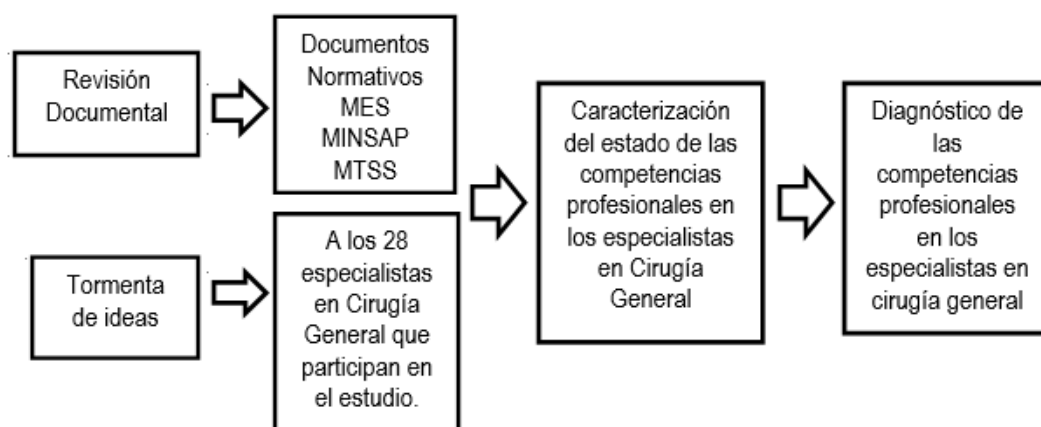 Revisión
Documental
Documentos
Normativos
MES
MINSAP
MTSS
Tormenta
de ideas
A los 28
especialistas
en Cirugía
General que
participan en
el estudio.
Caracterización
del estado de las
competencias
profesionales en
los especialistas
en Cirugía
General
Diagnóstico de
las
competencias
profesionales
en los
especialistas en
cirugía general